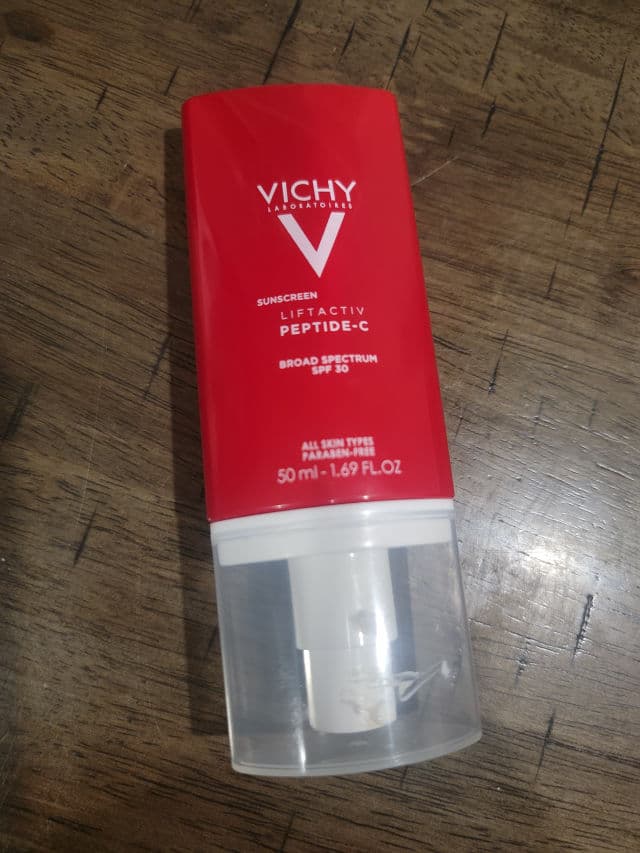 VICHY
LABORATOIRES
V
SUNSCREEN
LIFTACTIV
PEPTIDE-C
BROAD SPECTRUM
SPF 30
ALL SKIN TYPES
PARABEN-FREE
50 ml - 1.69 FL.OZ